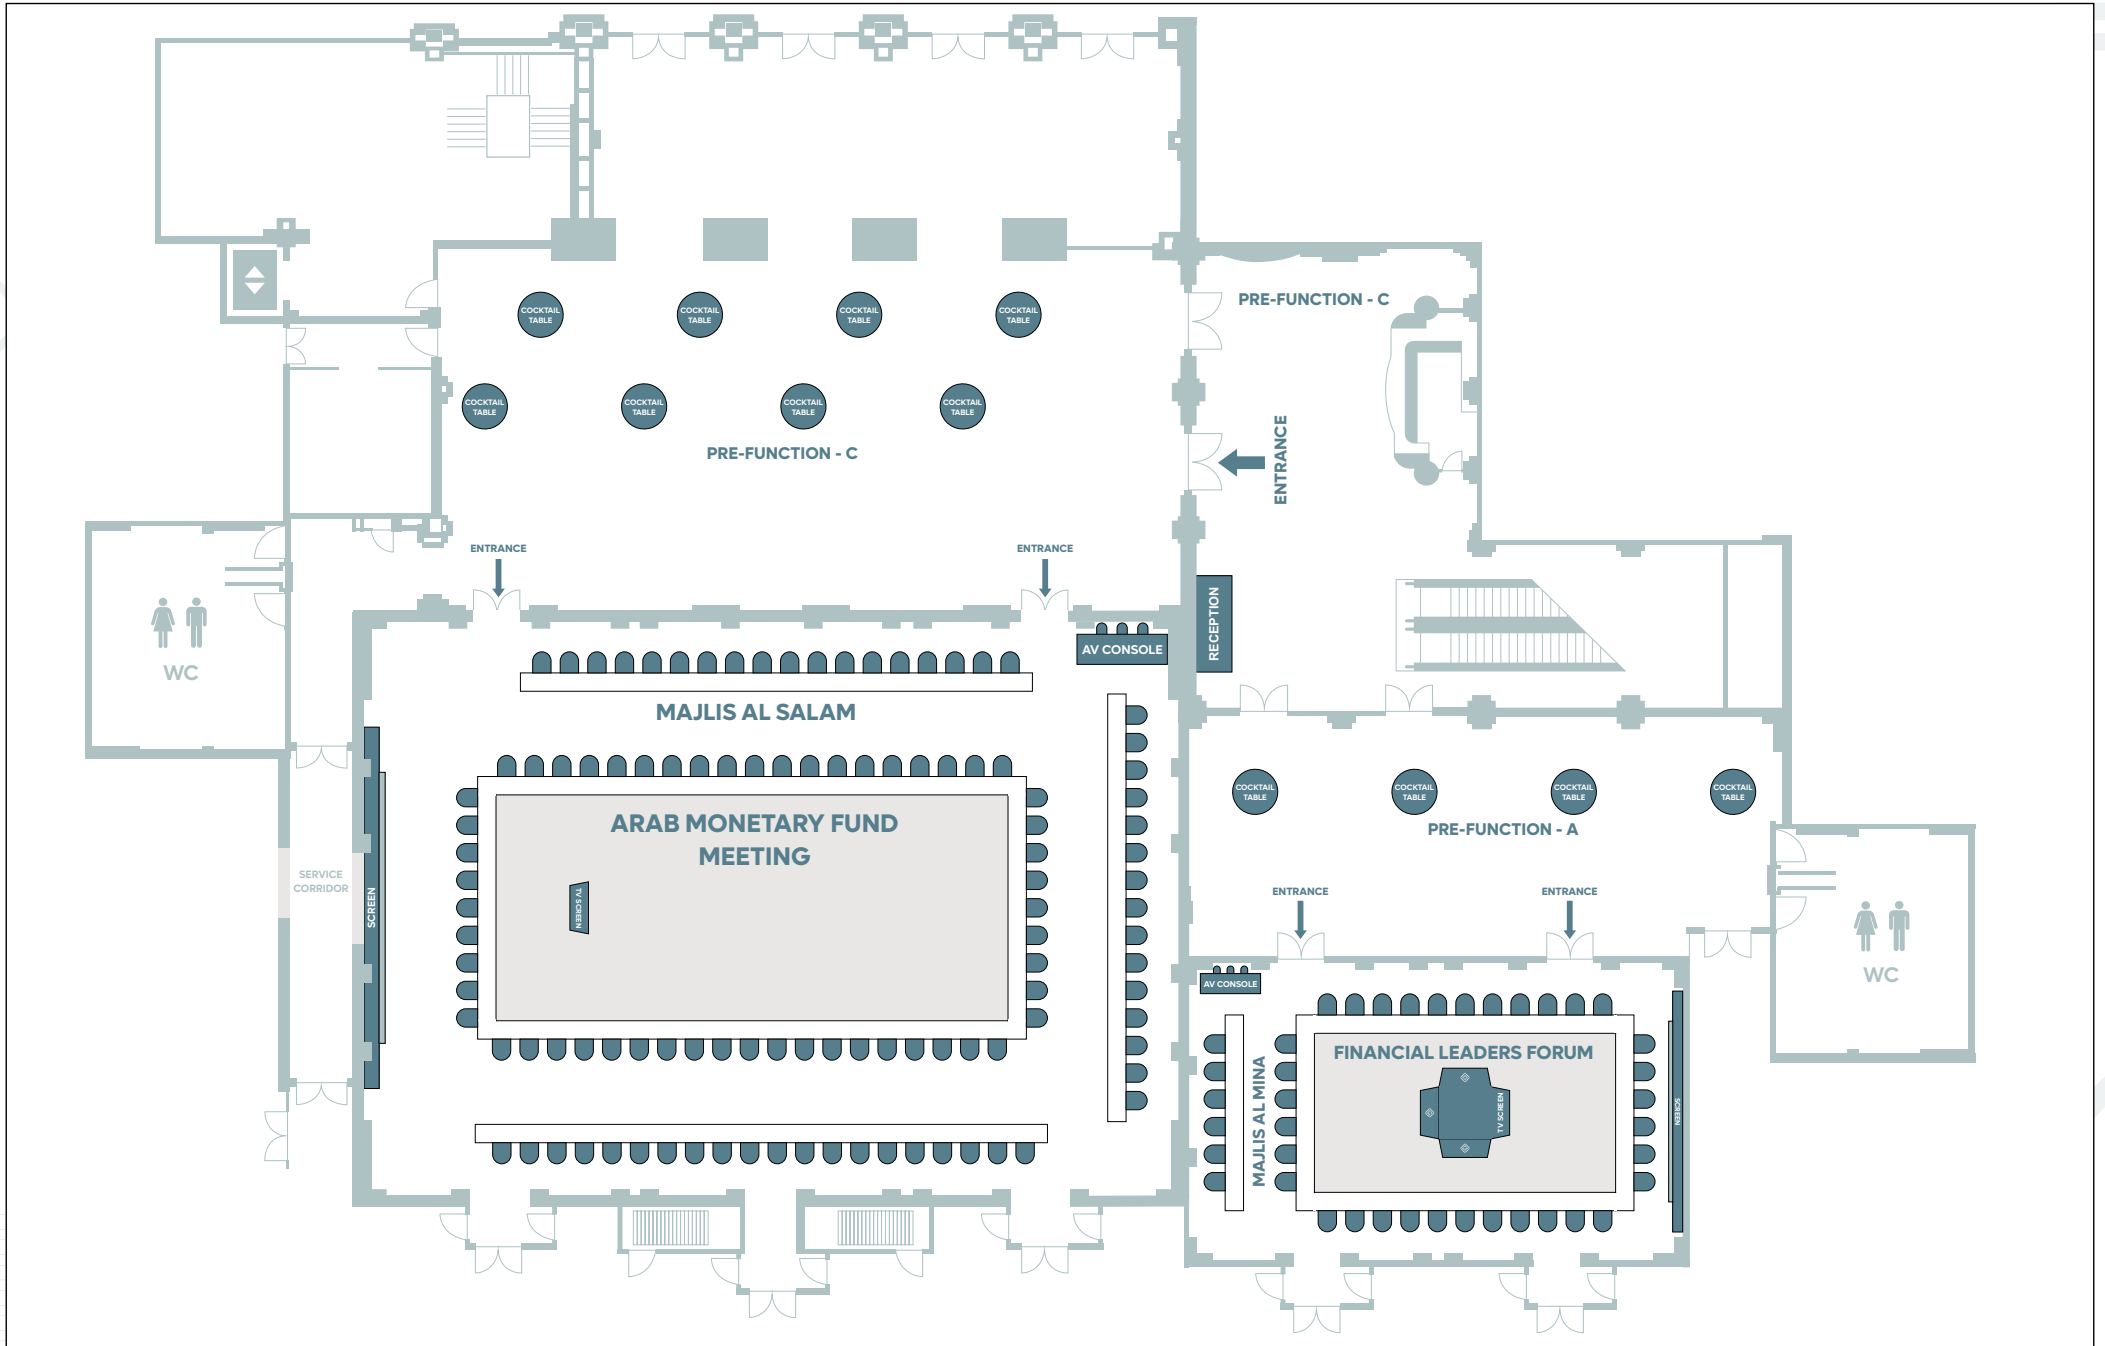 COCKTAIL
TABLE
COCKTAIL
TABLE
COCKTAIL
TABLE
COCKTAIL
TABLE
PRE-FUNCTION - C
COCKTAIL
TABLE
COCKTAIL
TABLE
COCKTAIL
TABLE
COCKTAIL
TABLE
PRE-FUNCTION - C
ENTRANCE
ENTRANCE
ENTRANCE
RECEPTION
AV CONSOLE
WC
MAJLIS AL SALAM
ARAB MONETARY FUND
MEETING
TV SCREEN
SCREEN
SERVICE
CORRIDOR
COCKTAIL
TABLE
COCKTAIL
TABLE
COCKTAIL
TABLE
COCKTAIL
TABLE
PRE-FUNCTION - A
ENTRANCE
ENTRANCE
WC
AV CONSOLE
MAJLIS AL MINA
FINANCIAL LEADERS FORUM
TV SCREEN
SCREEN